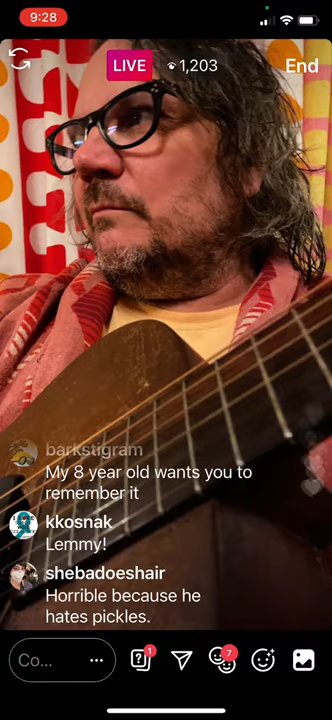 9:28
LIVE
1,203
End
barkstigram
My 8 year old wants you to
remember it
kkosnak
Lemmy!
shebadoeshair
Horrible because he
hates pickles.
Co...
1
7